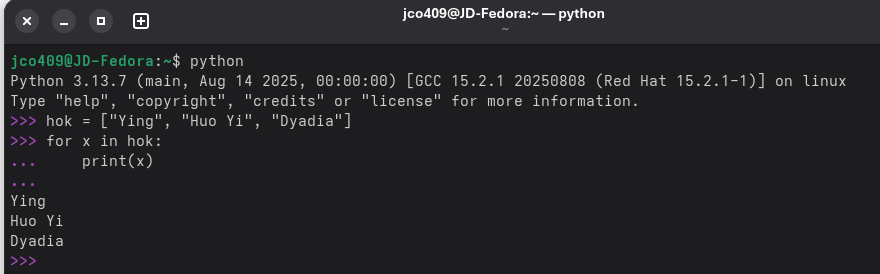 jco409@JD-Fedora:~ — python
~
jco409@JD-Fedora:~$ python
Python 3.13.7 (main, Aug 14 2025, 00:00:00) [GCC 15.2.1 20250808 (Red Hat 15.2.1-1)] on linux
Type "help", "copyright", "credits" or "license" for more information.
>>> hok = ["Ying", "Huo Yi", "Dyadia"]
>>> for x in hok:
...     print(x)
...
Ying
Huo Yi
Dyadia
>>>